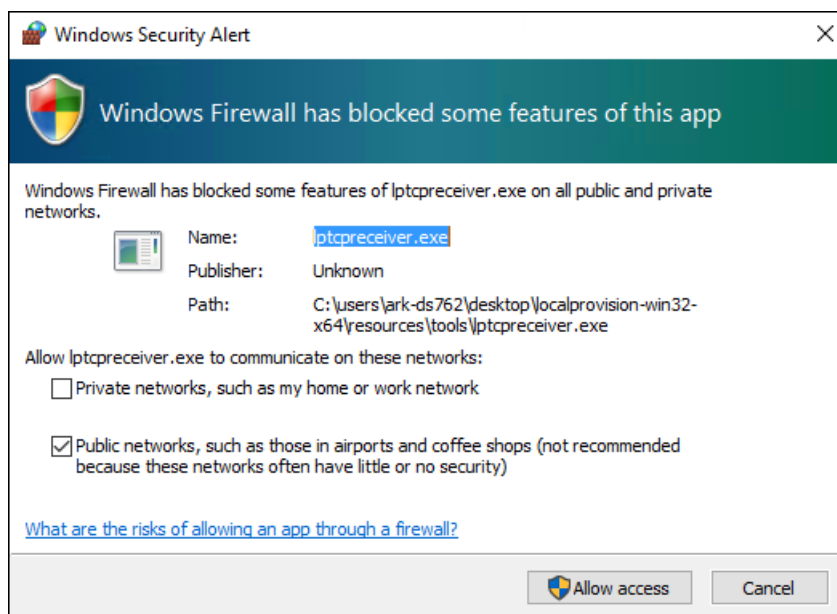 Windows Security Alert
Windows Firewall has blocked some features of this app
Windows Firewall has blocked some features of lptcpreceiver.exe on all public and private
networks.
Name: lptcpreceiver.exe
Publisher: Unknown
Path: C:\users\ark-ds762\desktop\localprovision-win32-
x64\resources\tools\lptcpreceiver.exe
Allow lptcpreceiver.exe to communicate on these networks:
Private networks, such as my home or work network
Public networks, such as those in airports and coffee shops (not recommended
because these networks often have little or no security)
What are the risks of allowing an app through a firewall?
Allow access Cancel